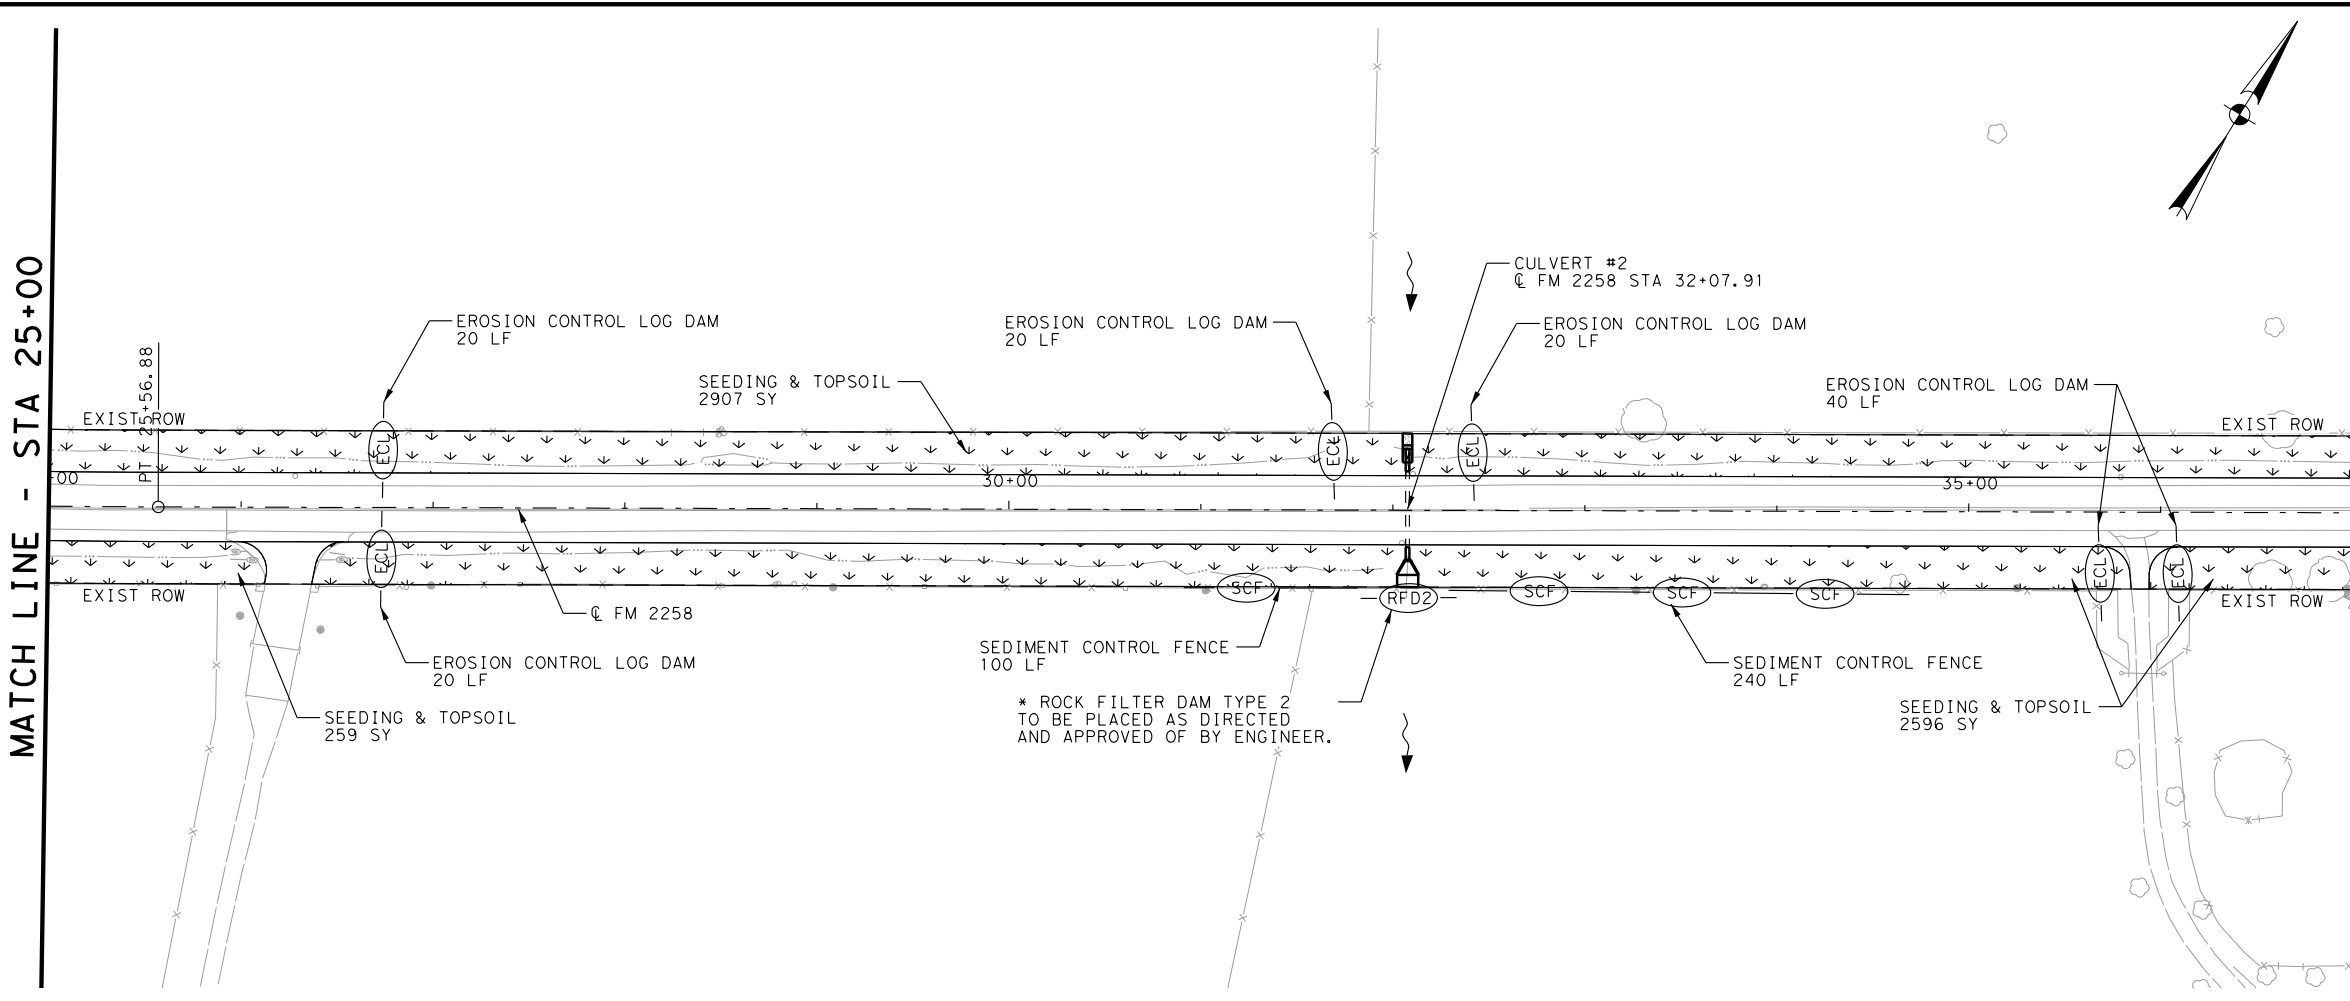 MATCH LINE - STA 25+00
CULVERT #2
℄ FM 2258 STA 32+07.91
EROSION CONTROL LOG DAM
20 LF
EROSION CONTROL LOG DAM
20 LF
EROSION CONTROL LOG DAM
20 LF
PT 25+56.88
SEEDING & TOPSOIL
2907 SY
EROSION CONTROL LOG DAM
40 LF
EXIST ROW
EXIST ROW
ECL
ECL
ECL
+00
30+00
35+00
ECL
ECL
ECL
SCF
RFD2
SCF
SCF
SCF
EXIST ROW
EXIST ROW
℄ FM 2258
SEDIMENT CONTROL FENCE
100 LF
EROSION CONTROL LOG DAM
20 LF
SEDIMENT CONTROL FENCE
240 LF
* ROCK FILTER DAM TYPE 2
TO BE PLACED AS DIRECTED
AND APPROVED OF BY ENGINEER.
SEEDING & TOPSOIL
259 SY
SEEDING & TOPSOIL
2596 SY